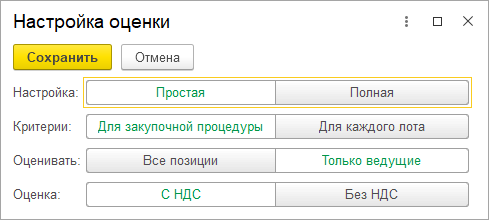 Настройка оценки
Сохранить Отмена
Настройка: Простая Полная
Критерии: Для закупочной процедуры Для каждого лота
Оценивать: Все позиции Только ведущие
Оценка: С НДС Без НДС